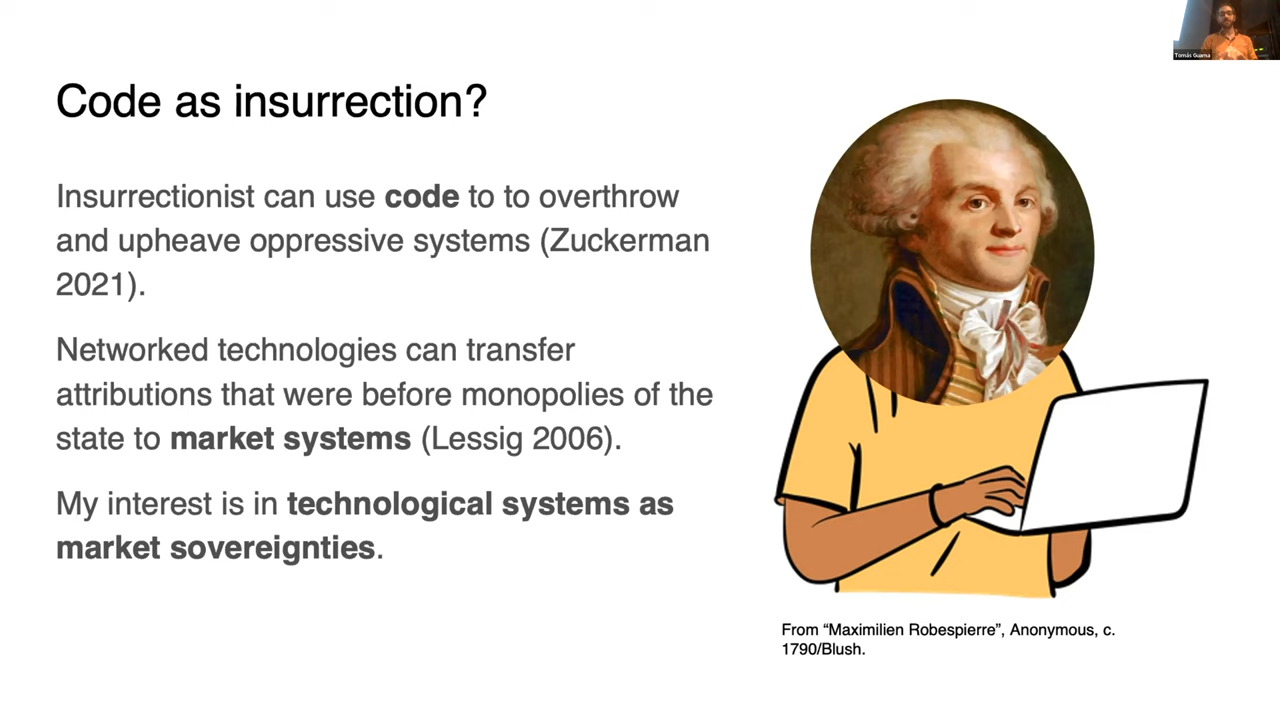 Tomás Guarna
Code as insurrection?
Insurrectionist can use code to to overthrow
and upheave oppressive systems (Zuckerman
2021).
Networked technologies can transfer
attributions that were before monopolies of the
state to market systems (Lessig 2006).
My interest is in technological systems as
market sovereignties.
From “Maximilien Robespierre”, Anonymous, c.
1790/Blush.